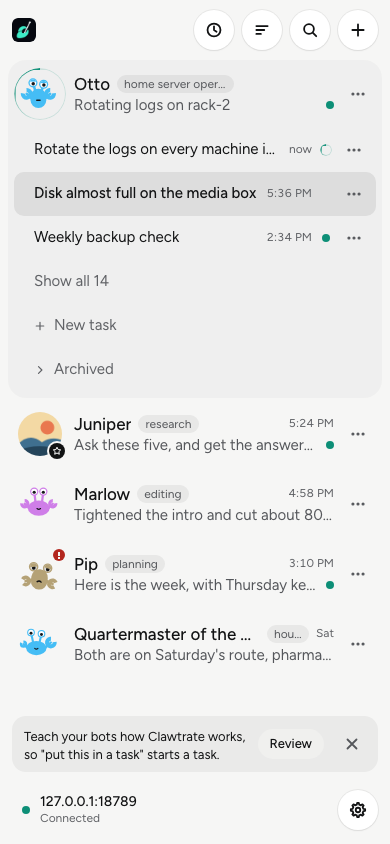 Otto home server oper...
Rotating logs on rack-2
Rotate the logs on every machine i... now
Disk almost full on the media box 5:36 PM
Weekly backup check 2:34 PM
Show all 14
+ New task
> Archived
Juniper research 5:24 PM
Ask these five, and get the answer...
Marlow editing 4:58 PM
Tightened the intro and cut about 80...
Pip planning 3:10 PM
Here is the week, with Thursday ke...
Quartermaster of the ... hou... Sat
Both are on Saturday's route, pharma...
Teach your bots how Clawtrate works,
so "put this in a task" starts a task.
Review
127.0.0.1:18789
Connected